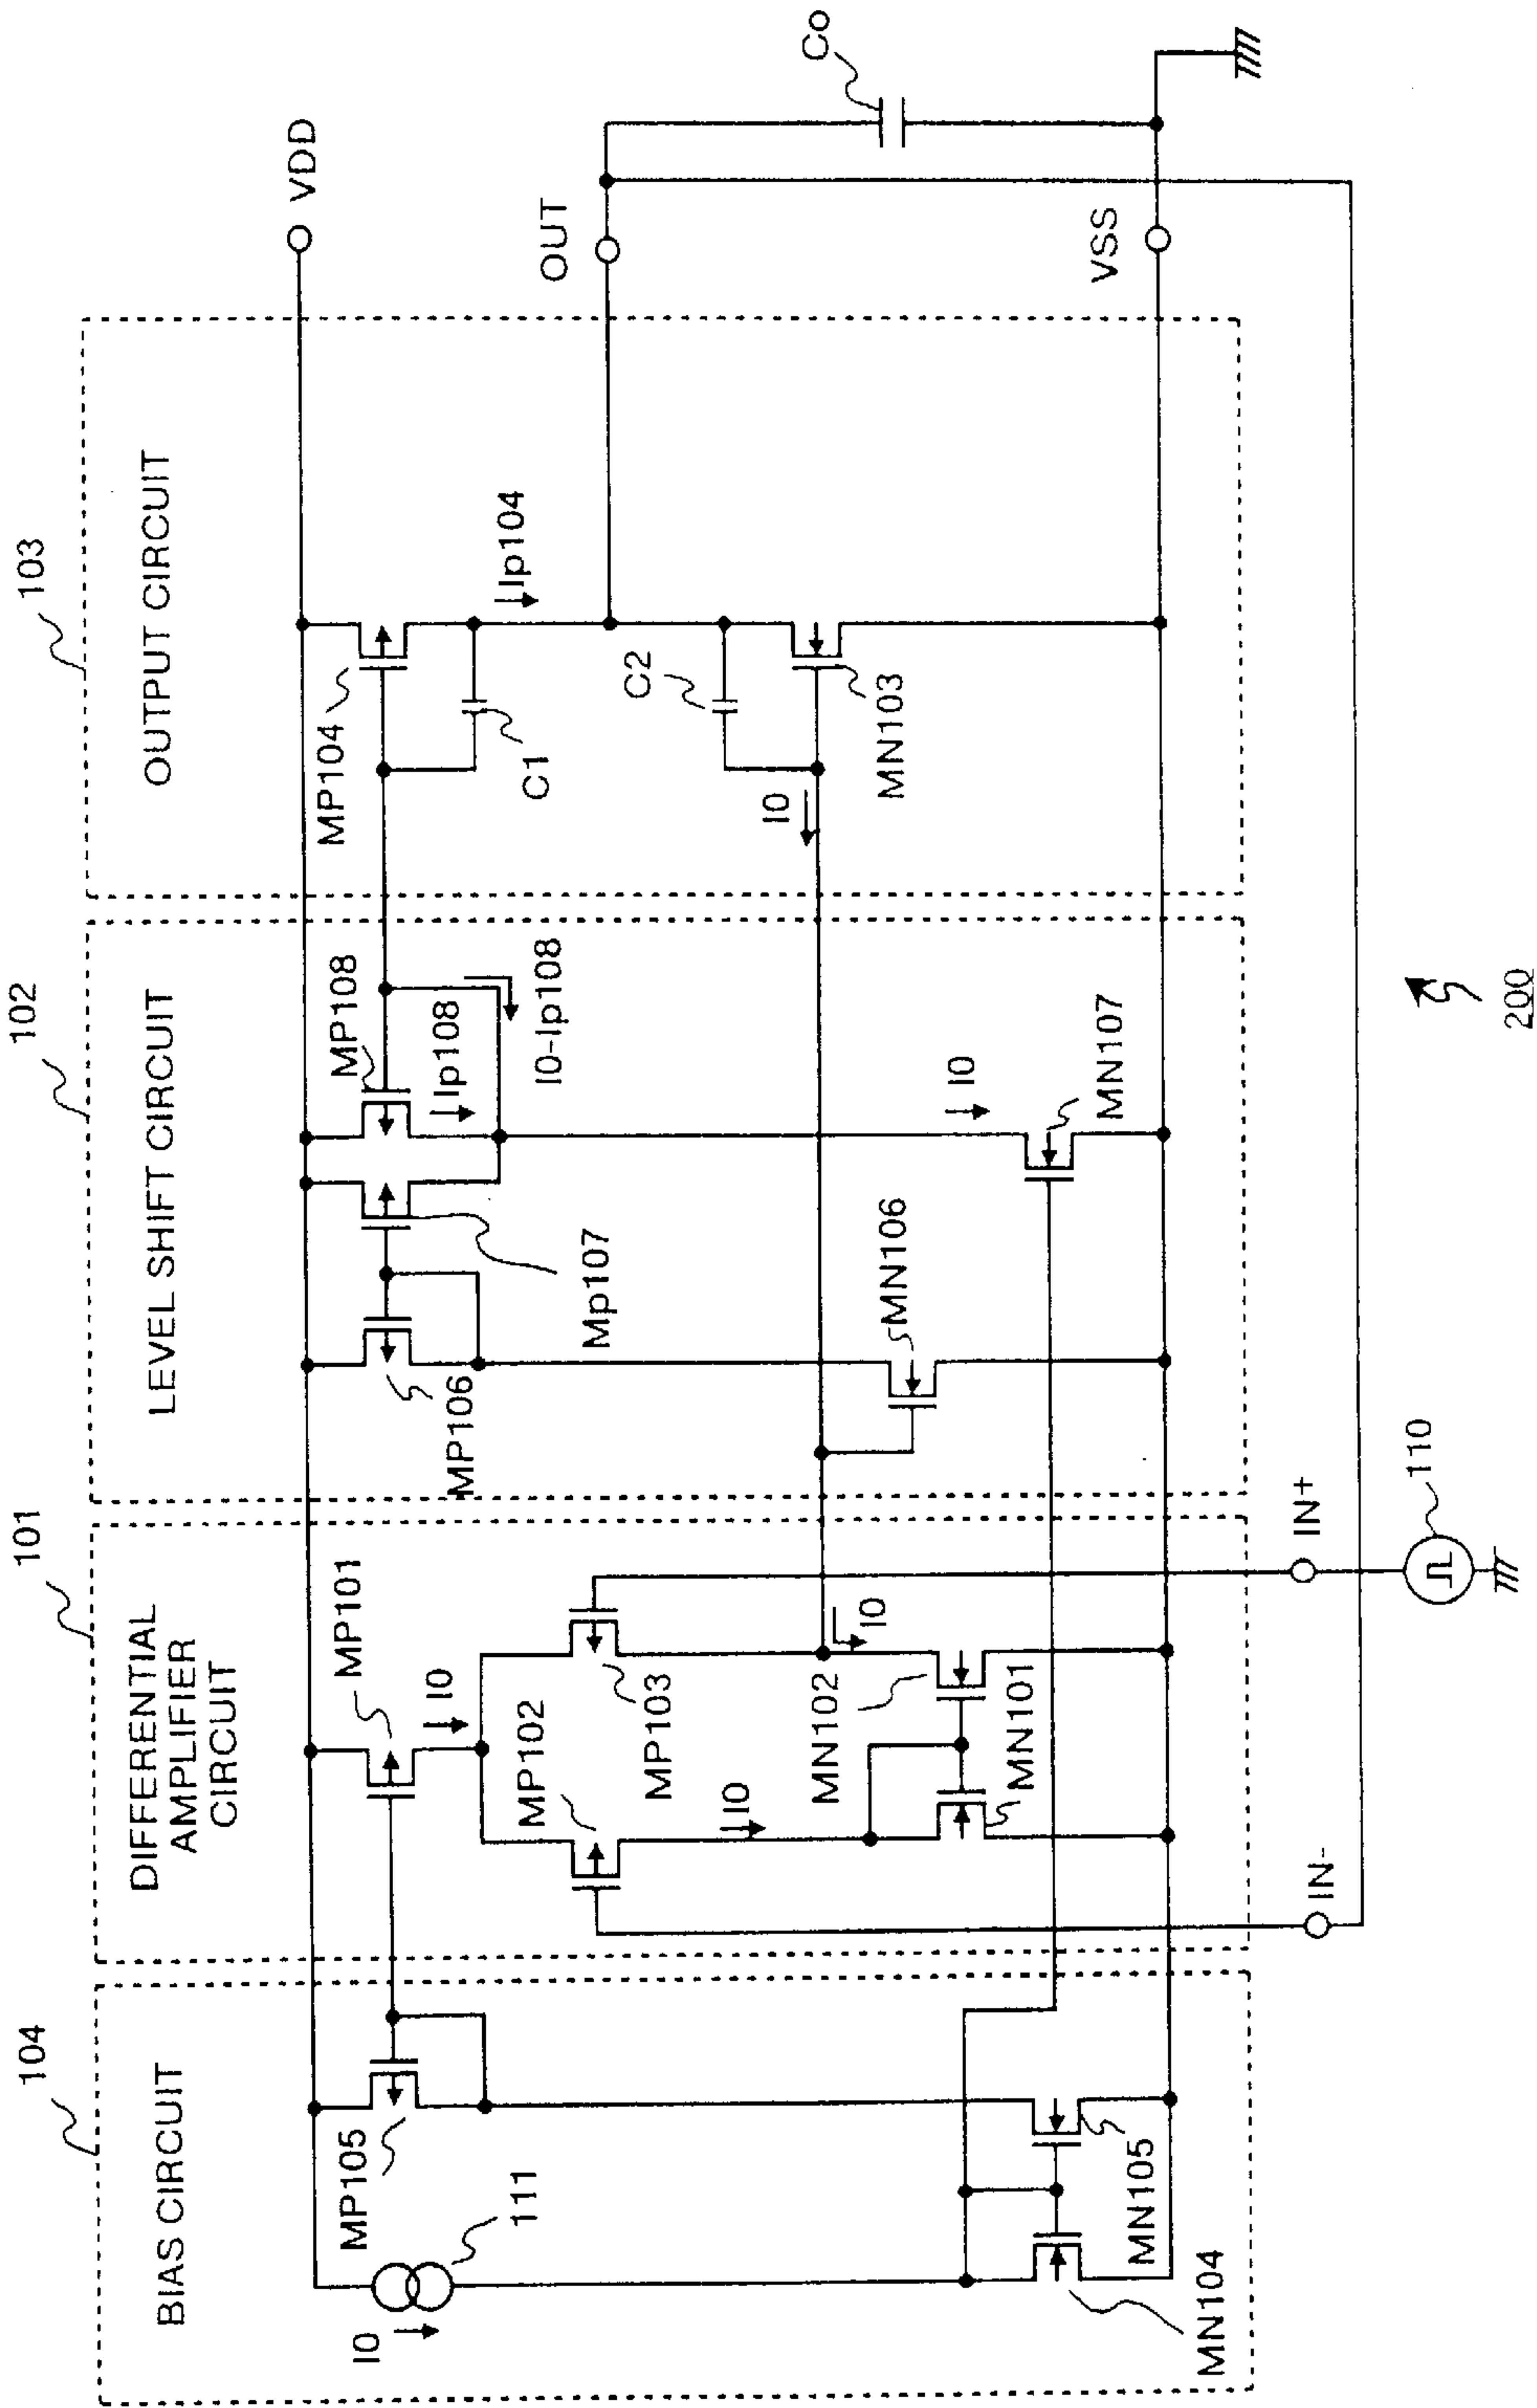 104
101
102
103
BIAS CIRCUIT
DIFFERENTIAL
AMPLIFIER
CIRCUIT
LEVEL SHIFT CIRCUIT
OUTPUT CIRCUIT
VDD
I0
111
MP105
MN104
MN105
MP101
I0
MP102
MP103
I0
I0
MN102
MN101
IN-
IN+
110
MP106
Mp107
MP108
Ip108
I0-Ip108
MN106
I0
MN107
MP104
C1
Ip104
C2
I0
MN103
OUT
VSS
Co
200